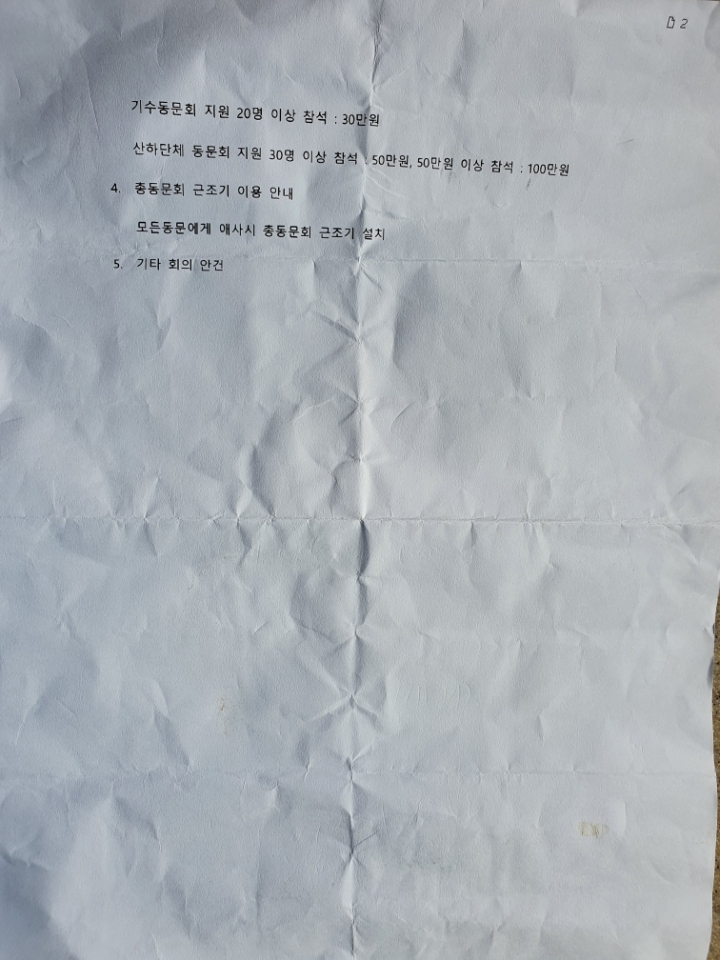 2
기수동문회 지원 20명 이상 참석 : 30만원
산하단체 동문회 지원 30명 이상 참석 : 50만원, 50만원 이상 참석 : 100만원
4. 총동문회 근조기 이용 안내
모든동문에게 애사시 총동문회 근조기 설치
5. 기타 회의 안건